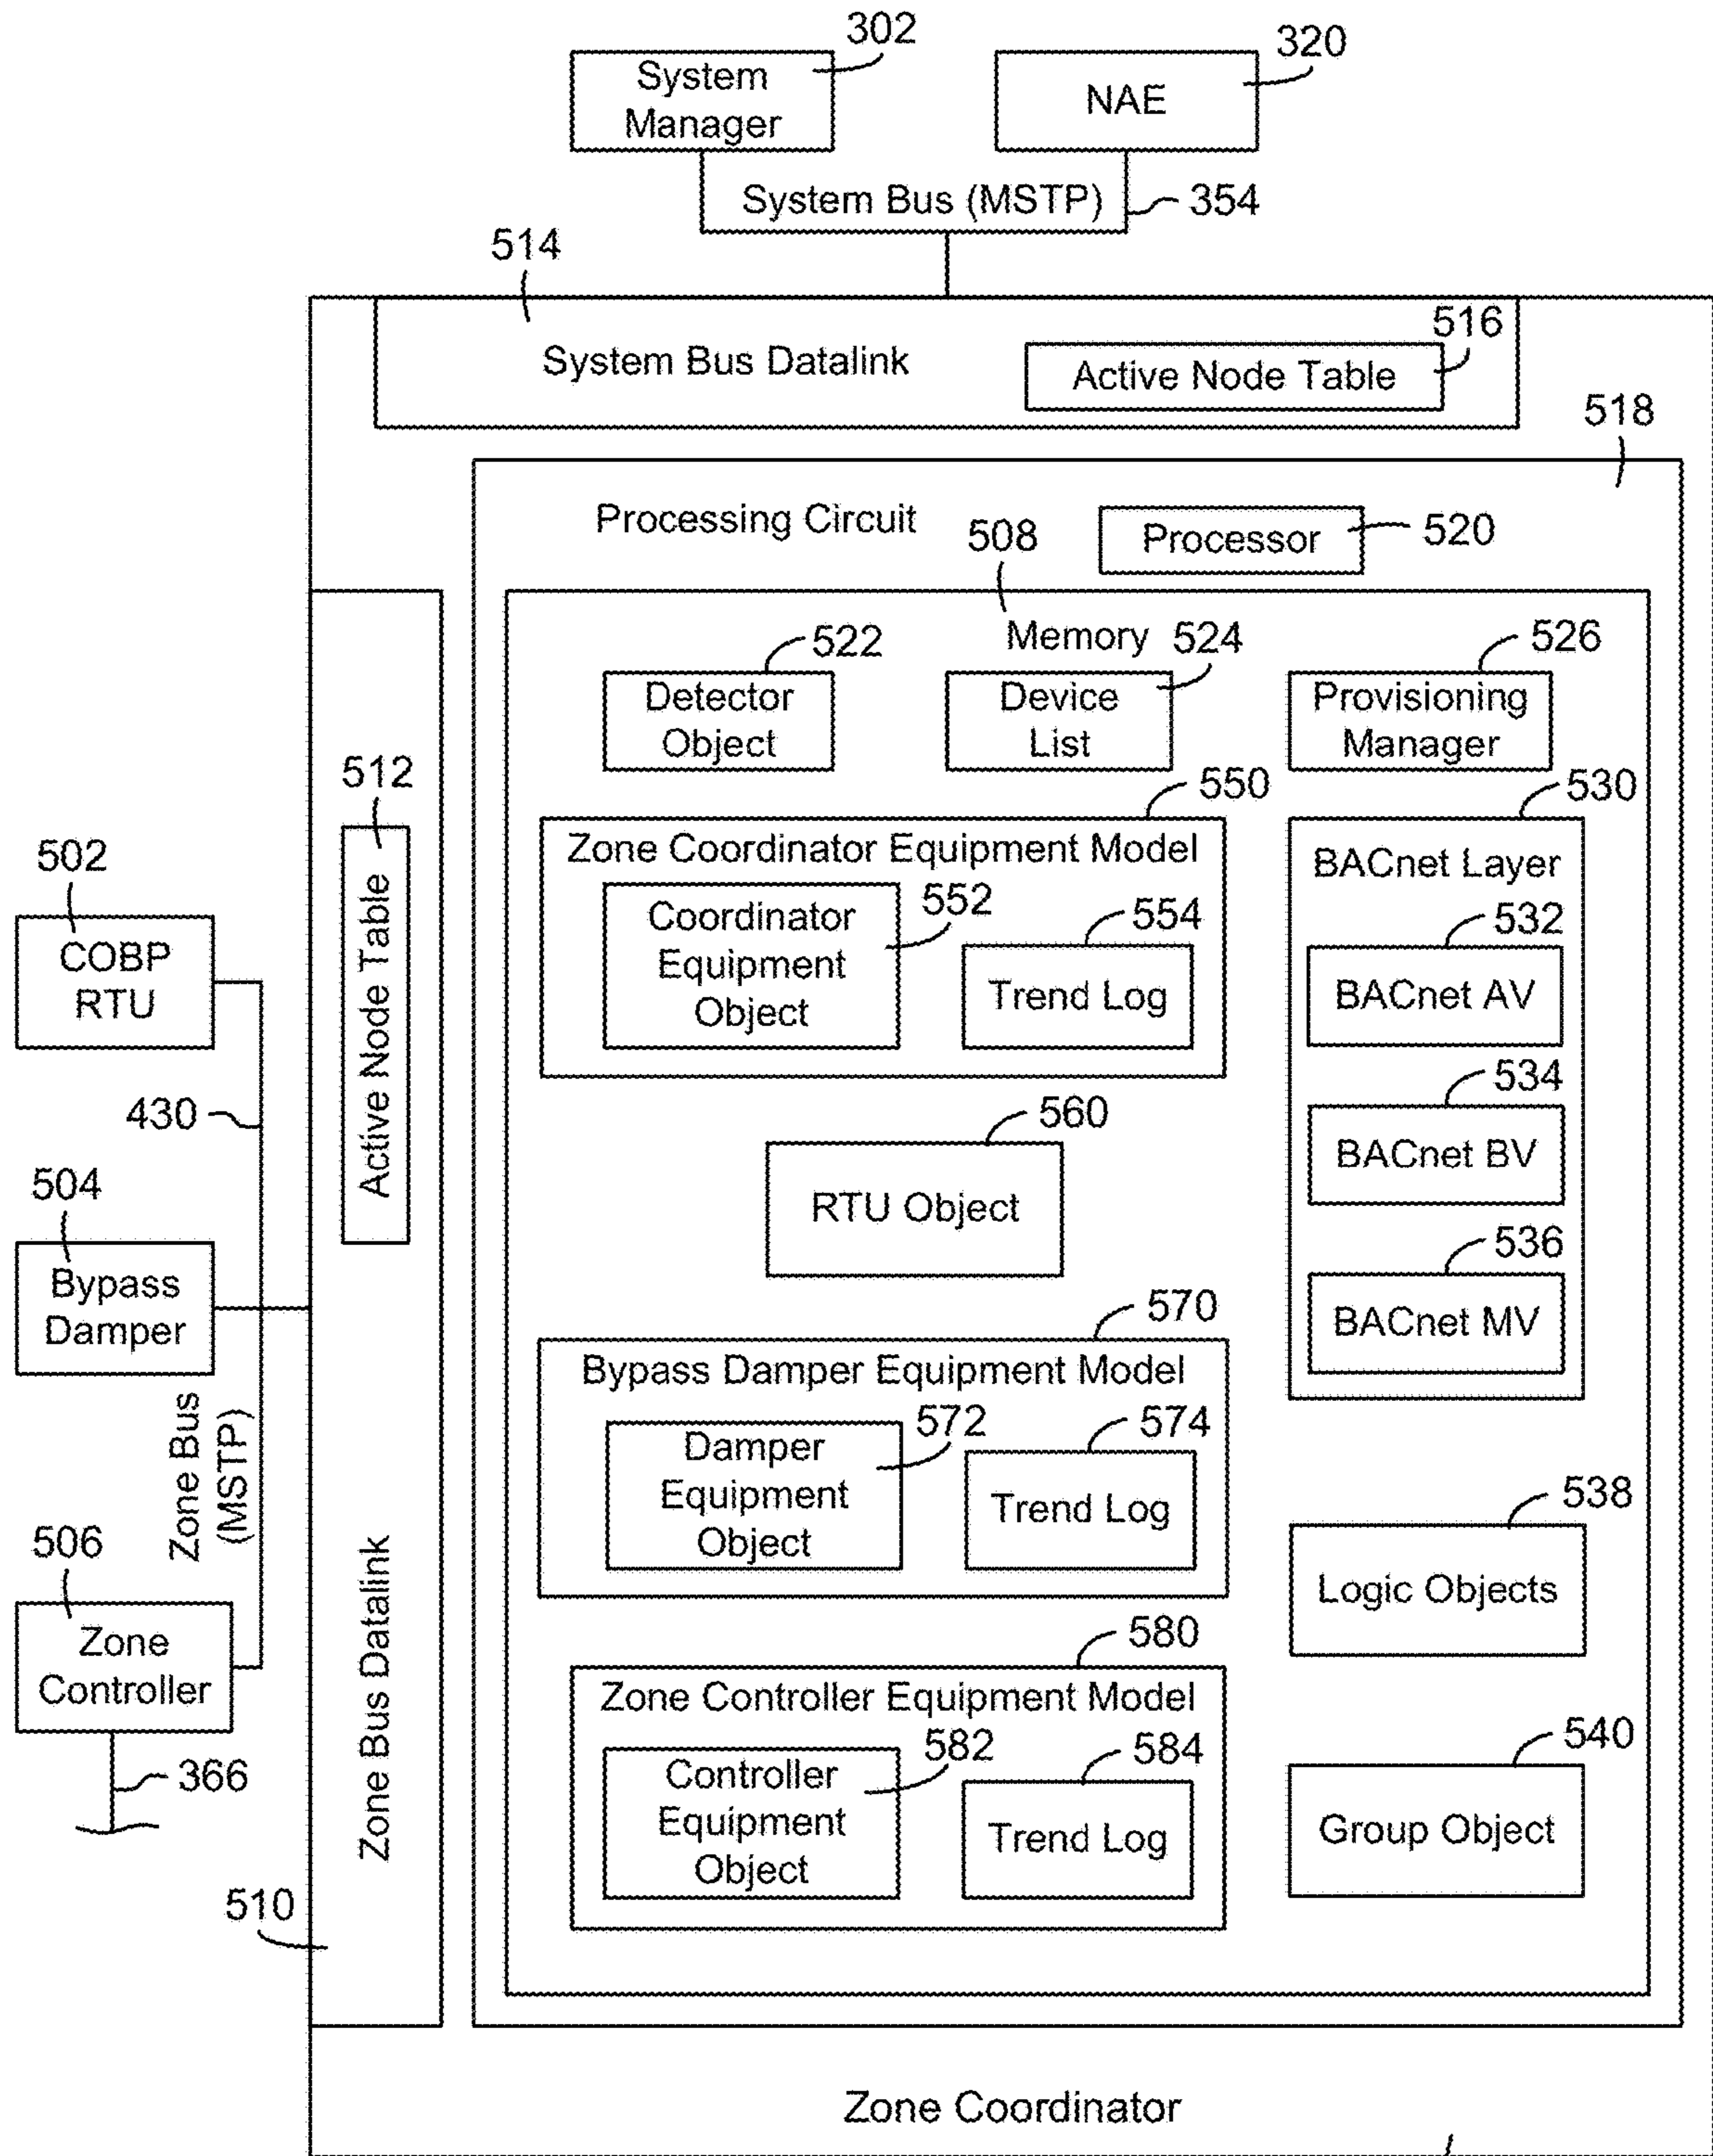 302
320
System
Manager
NAE
System Bus (MSTP)
354
514
516
System Bus Datalink
Active Node Table
518
Processing Circuit
508
Processor
520
Memory
522
524
526
Detector
Object
Device
List
Provisioning
Manager
512
550
530
Active Node Table
Zone Coordinator Equipment Model
BACnet Layer
502
COBP
RTU
Coordinator
Equipment
Object
552
554
Trend Log
532
BACnet AV
534
BACnet BV
430
560
RTU Object
504
Bypass
Damper
536
BACnet MV
570
Bypass Damper Equipment Model
Zone Bus
(MSTP)
Damper
Equipment
Object
572
574
Trend Log
538
Logic Objects
506
Zone
Controller
Zone Bus Datalink
580
Zone Controller Equipment Model
366
Controller
Equipment
Object
582
584
Trend Log
540
Group Object
510
Zone Coordinator